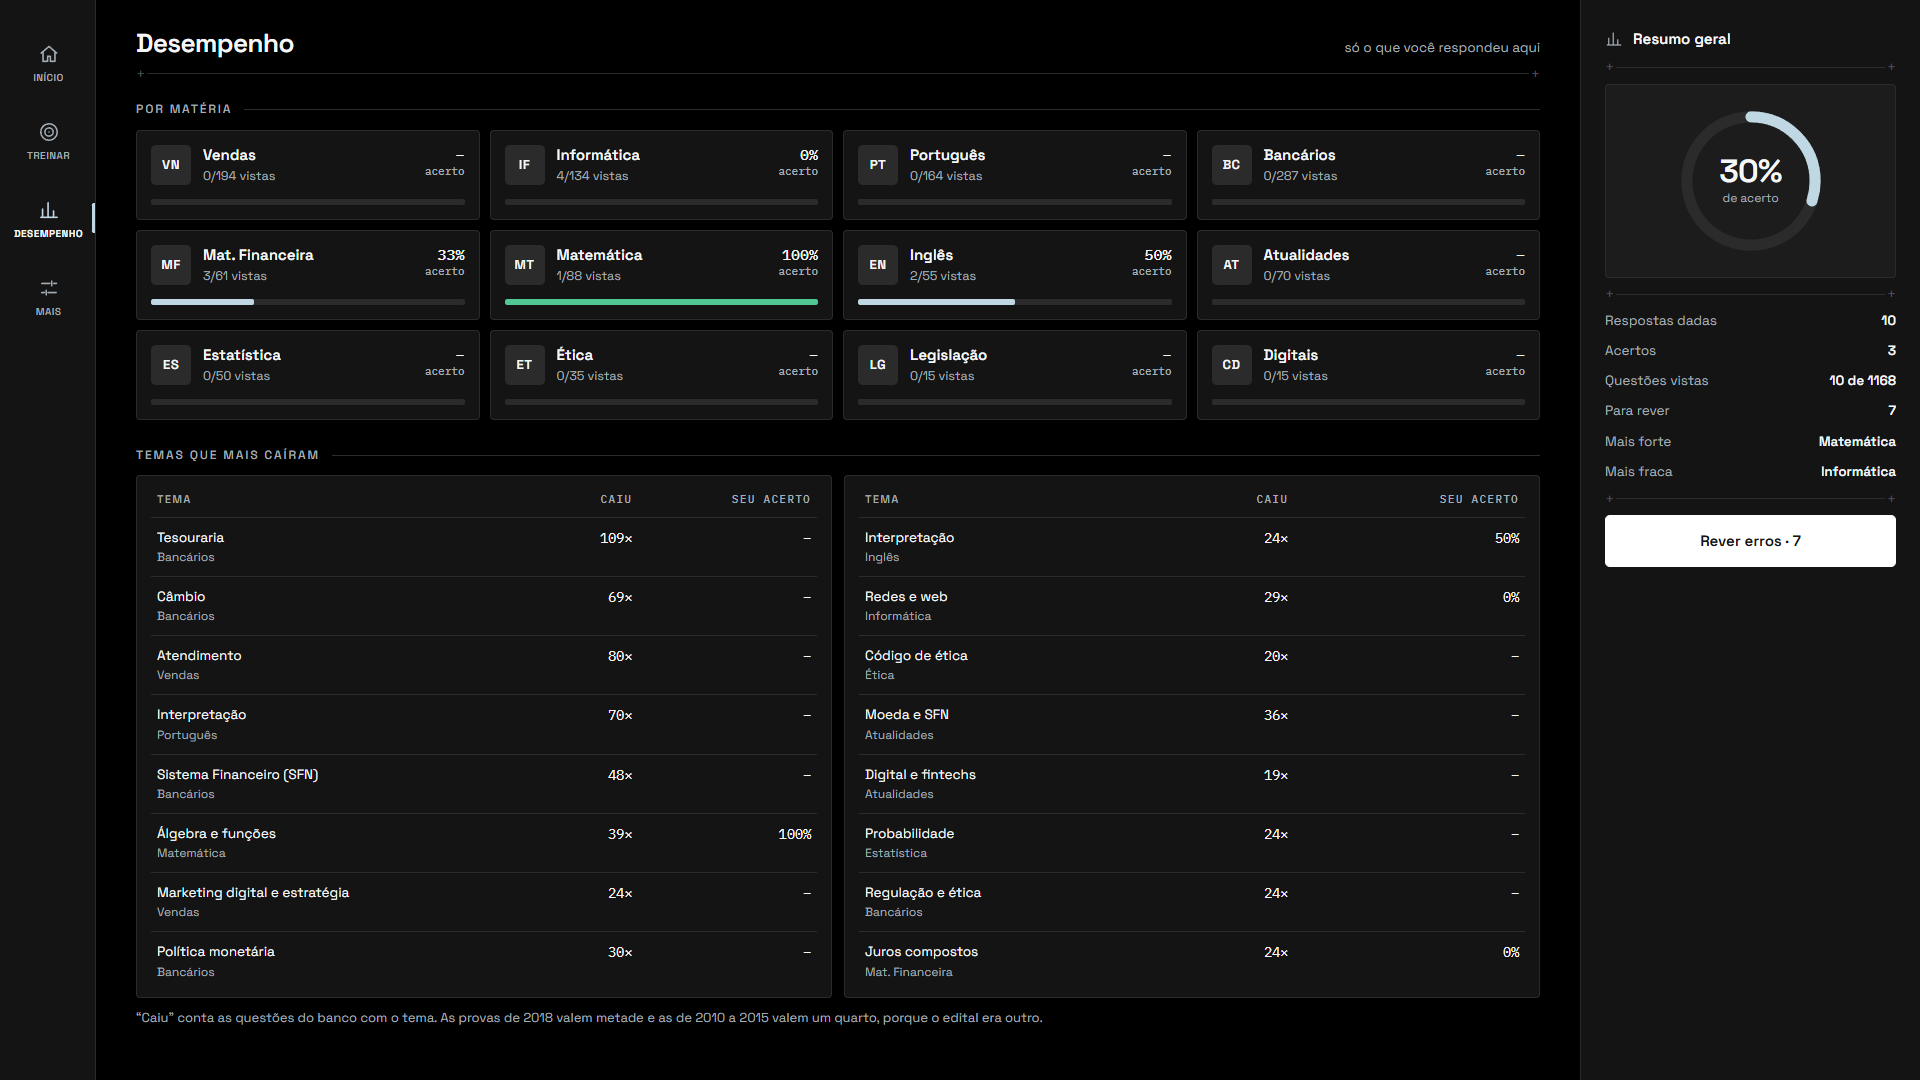 INÍCIO
TREINAR
DESEMPENHO
MAIS
Desempenho
só o que você respondeu aqui
POR MATÉRIA
VN Vendas – 
0/194 vistas acerto
IF Informática 0%
4/134 vistas acerto
PT Português –
0/164 vistas acerto
BC Bancários –
0/287 vistas acerto
MF Mat. Financeira 33%
3/61 vistas acerto
MT Matemática 100%
1/88 vistas acerto
EN Inglês 50%
2/55 vistas acerto
AT Atualidades –
0/70 vistas acerto
ES Estatística –
0/50 vistas acerto
ET Ética –
0/35 vistas acerto
LG Legislação –
0/15 vistas acerto
CD Digitais –
0/15 vistas acerto
TEMAS QUE MAIS CAÍRAM
TEMA CAIU SEU ACERTO
Tesouraria 109× –
Bancários
Câmbio 69× –
Bancários
Atendimento 80× –
Vendas
Interpretação 70× –
Português
Sistema Financeiro (SFN) 48× –
Bancários
Álgebra e funções 39× 100%
Matemática
Marketing digital e estratégia 24× –
Vendas
Política monetária 30× –
Bancários
TEMA CAIU SEU ACERTO
Interpretação 24× 50%
Inglês
Redes e web 29× 0%
Informática
Código de ética 20× –
Ética
Moeda e SFN 36× –
Atualidades
Digital e fintechs 19× –
Atualidades
Probabilidade 24× –
Estatística
Regulação e ética 24× –
Bancários
Juros compostos 24× 0%
Mat. Financeira
“Caiu” conta as questões do banco com o tema. As provas de 2018 valem metade e as de 2010 a 2015 valem um quarto, porque o edital era outro.
Resumo geral
30%
de acerto
Respostas dadas 10
Acertos 3
Questões vistas 10 de 1168
Para rever 7
Mais forte Matemática
Mais fraca Informática
Rever erros · 7